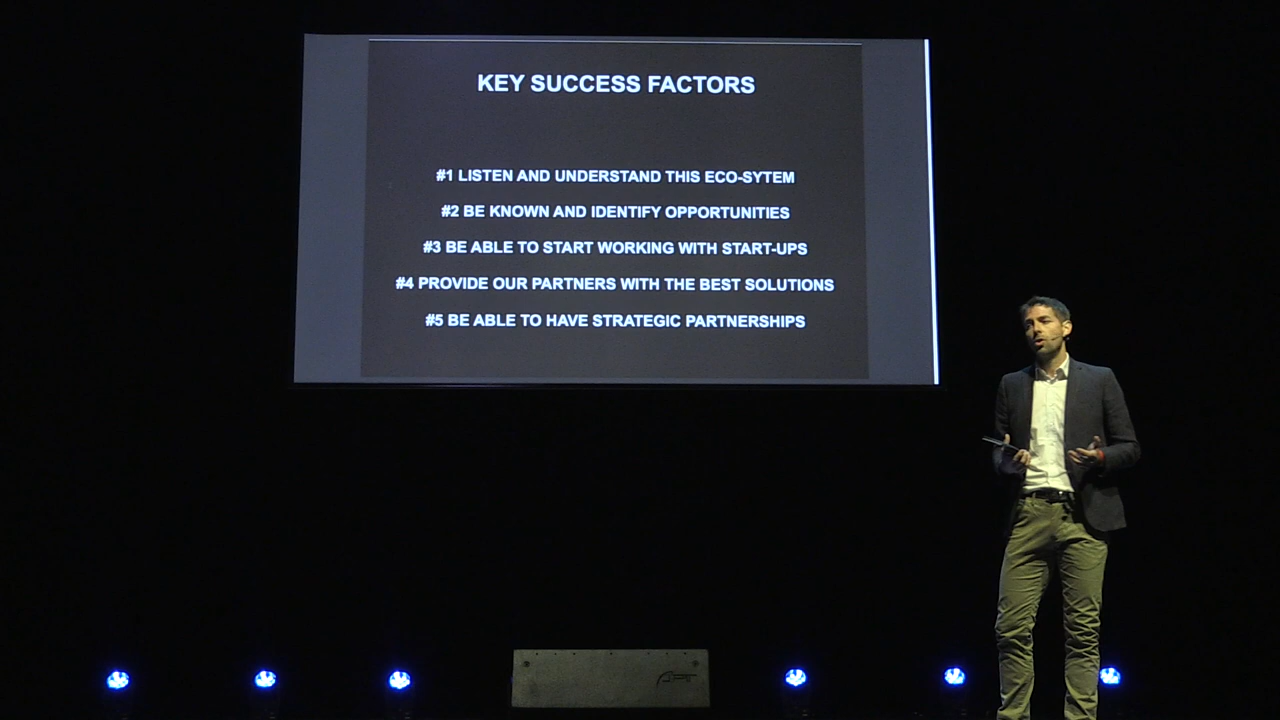 KEY SUCCESS FACTORS
#1 LISTEN AND UNDERSTAND THIS ECO-SYTEM
#2 BE KNOWN AND IDENTIFY OPPORTUNITIES
#3 BE ABLE TO START WORKING WITH START-UPS
#4 PROVIDE OUR PARTNERS WITH THE BEST SOLUTIONS
#5 BE ABLE TO HAVE STRATEGIC PARTNERSHIPS